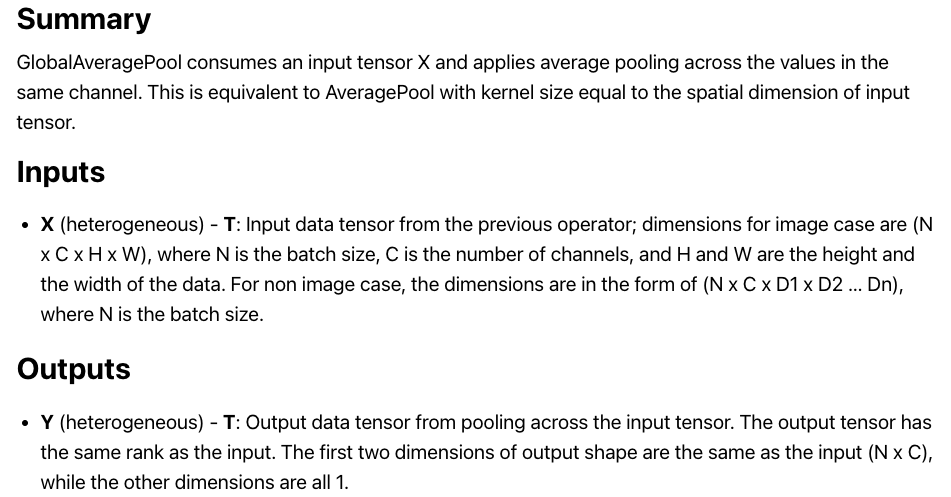 Summary
GlobalAveragePool consumes an input tensor X and applies average pooling across the values in the
same channel. This is equivalent to AveragePool with kernel size equal to the spatial dimension of input
tensor.
Inputs
• X (heterogeneous) - T: Input data tensor from the previous operator; dimensions for image case are (N
x C x H x W), where N is the batch size, C is the number of channels, and H and W are the height and
the width of the data. For non image case, the dimensions are in the form of (N x C x D1 x D2 ... Dn),
where N is the batch size.
Outputs
• Y (heterogeneous) - T: Output data tensor from pooling across the input tensor. The output tensor has
the same rank as the input. The first two dimensions of output shape are the same as the input (N x C),
while the other dimensions are all 1.